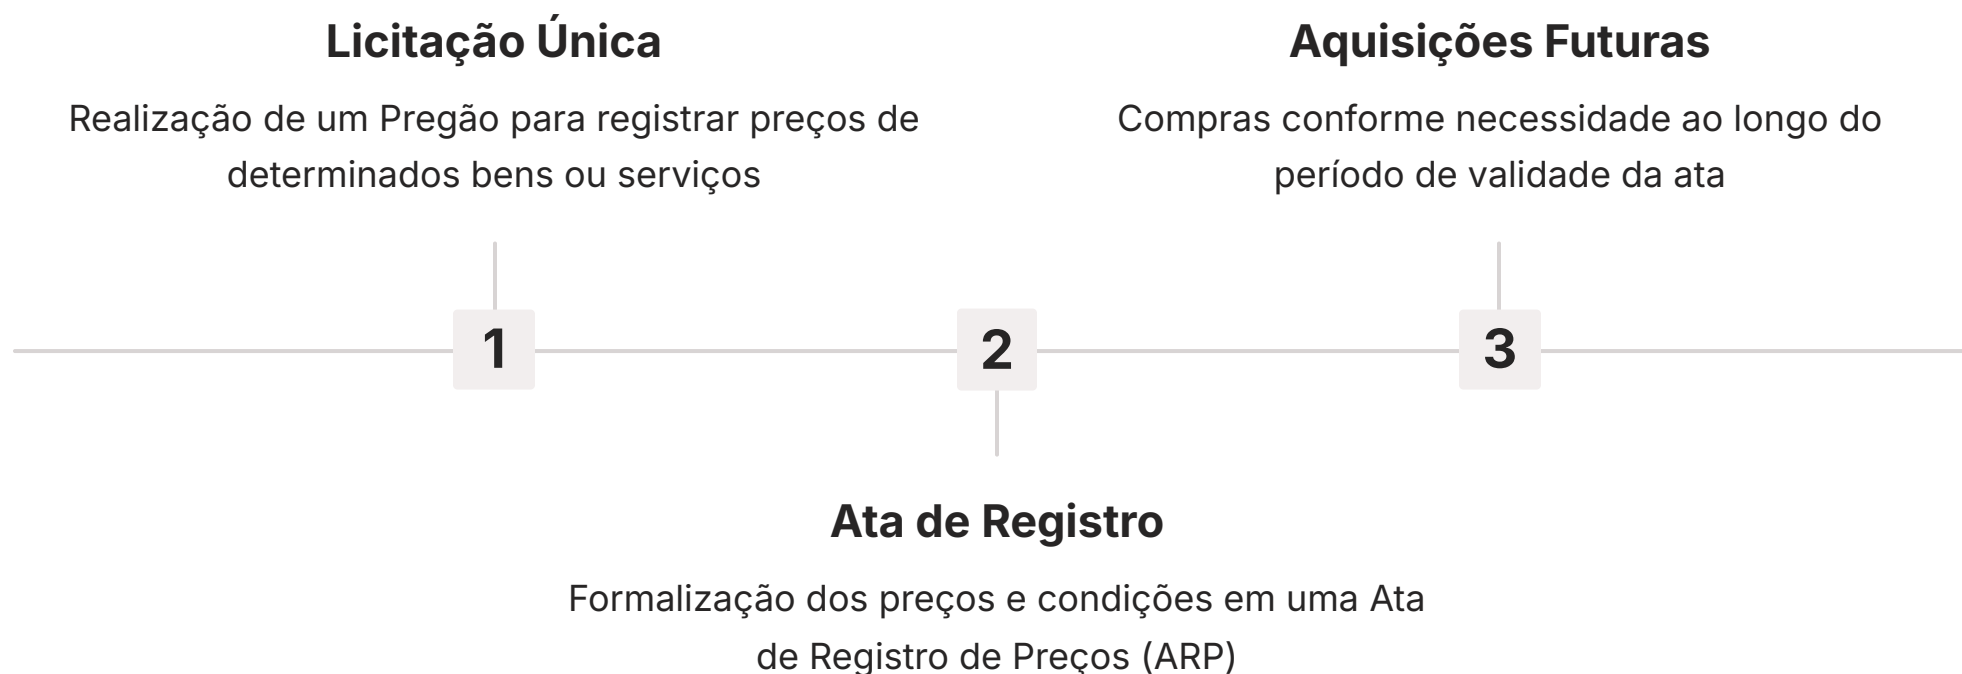 Licitação Única
Realização de um Pregão para registrar preços de
determinados bens ou serviços
1
2
Ata de Registro
Formalização dos preços e condições em uma Ata
de Registro de Preços (ARP)
3
Aquisições Futuras
Compras conforme necessidade ao longo do
período de validade da ata